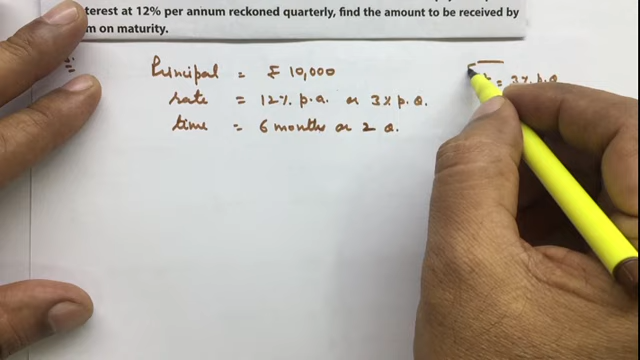 terest at 12% per annum reckoned quarterly, find the amount to be received by
m on maturity.
Principal = ₹ 10,000
rate = 12% p.a. or 3% p.Q.
time = 6 months or 2 Q.
= 3% p.Q